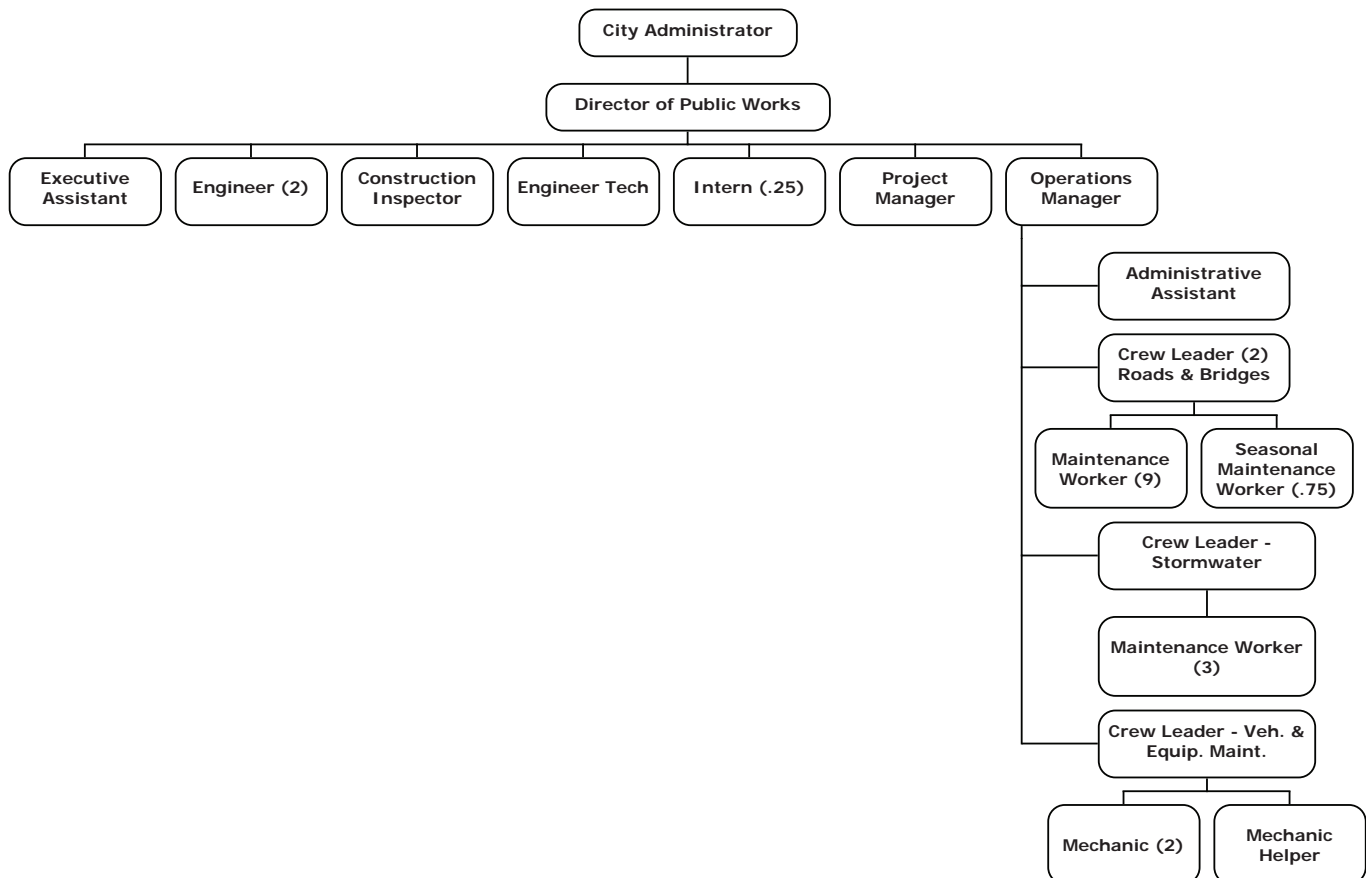 City Administrator
Director of Public Works
Executive
Assistant
Engineer (2)
Construction
Inspector
Engineer Tech
Intern (.25)
Project
Manager
Operations
Manager
Administrative
Assistant
Crew Leader (2)
Roads & Bridges
Maintenance
Worker (9)
Seasonal
Maintenance
Worker (.75)
Crew Leader -
Stormwater
Maintenance Worker
(3)
Crew Leader - Veh. &
Equip. Maint.
Mechanic (2)
Mechanic
Helper